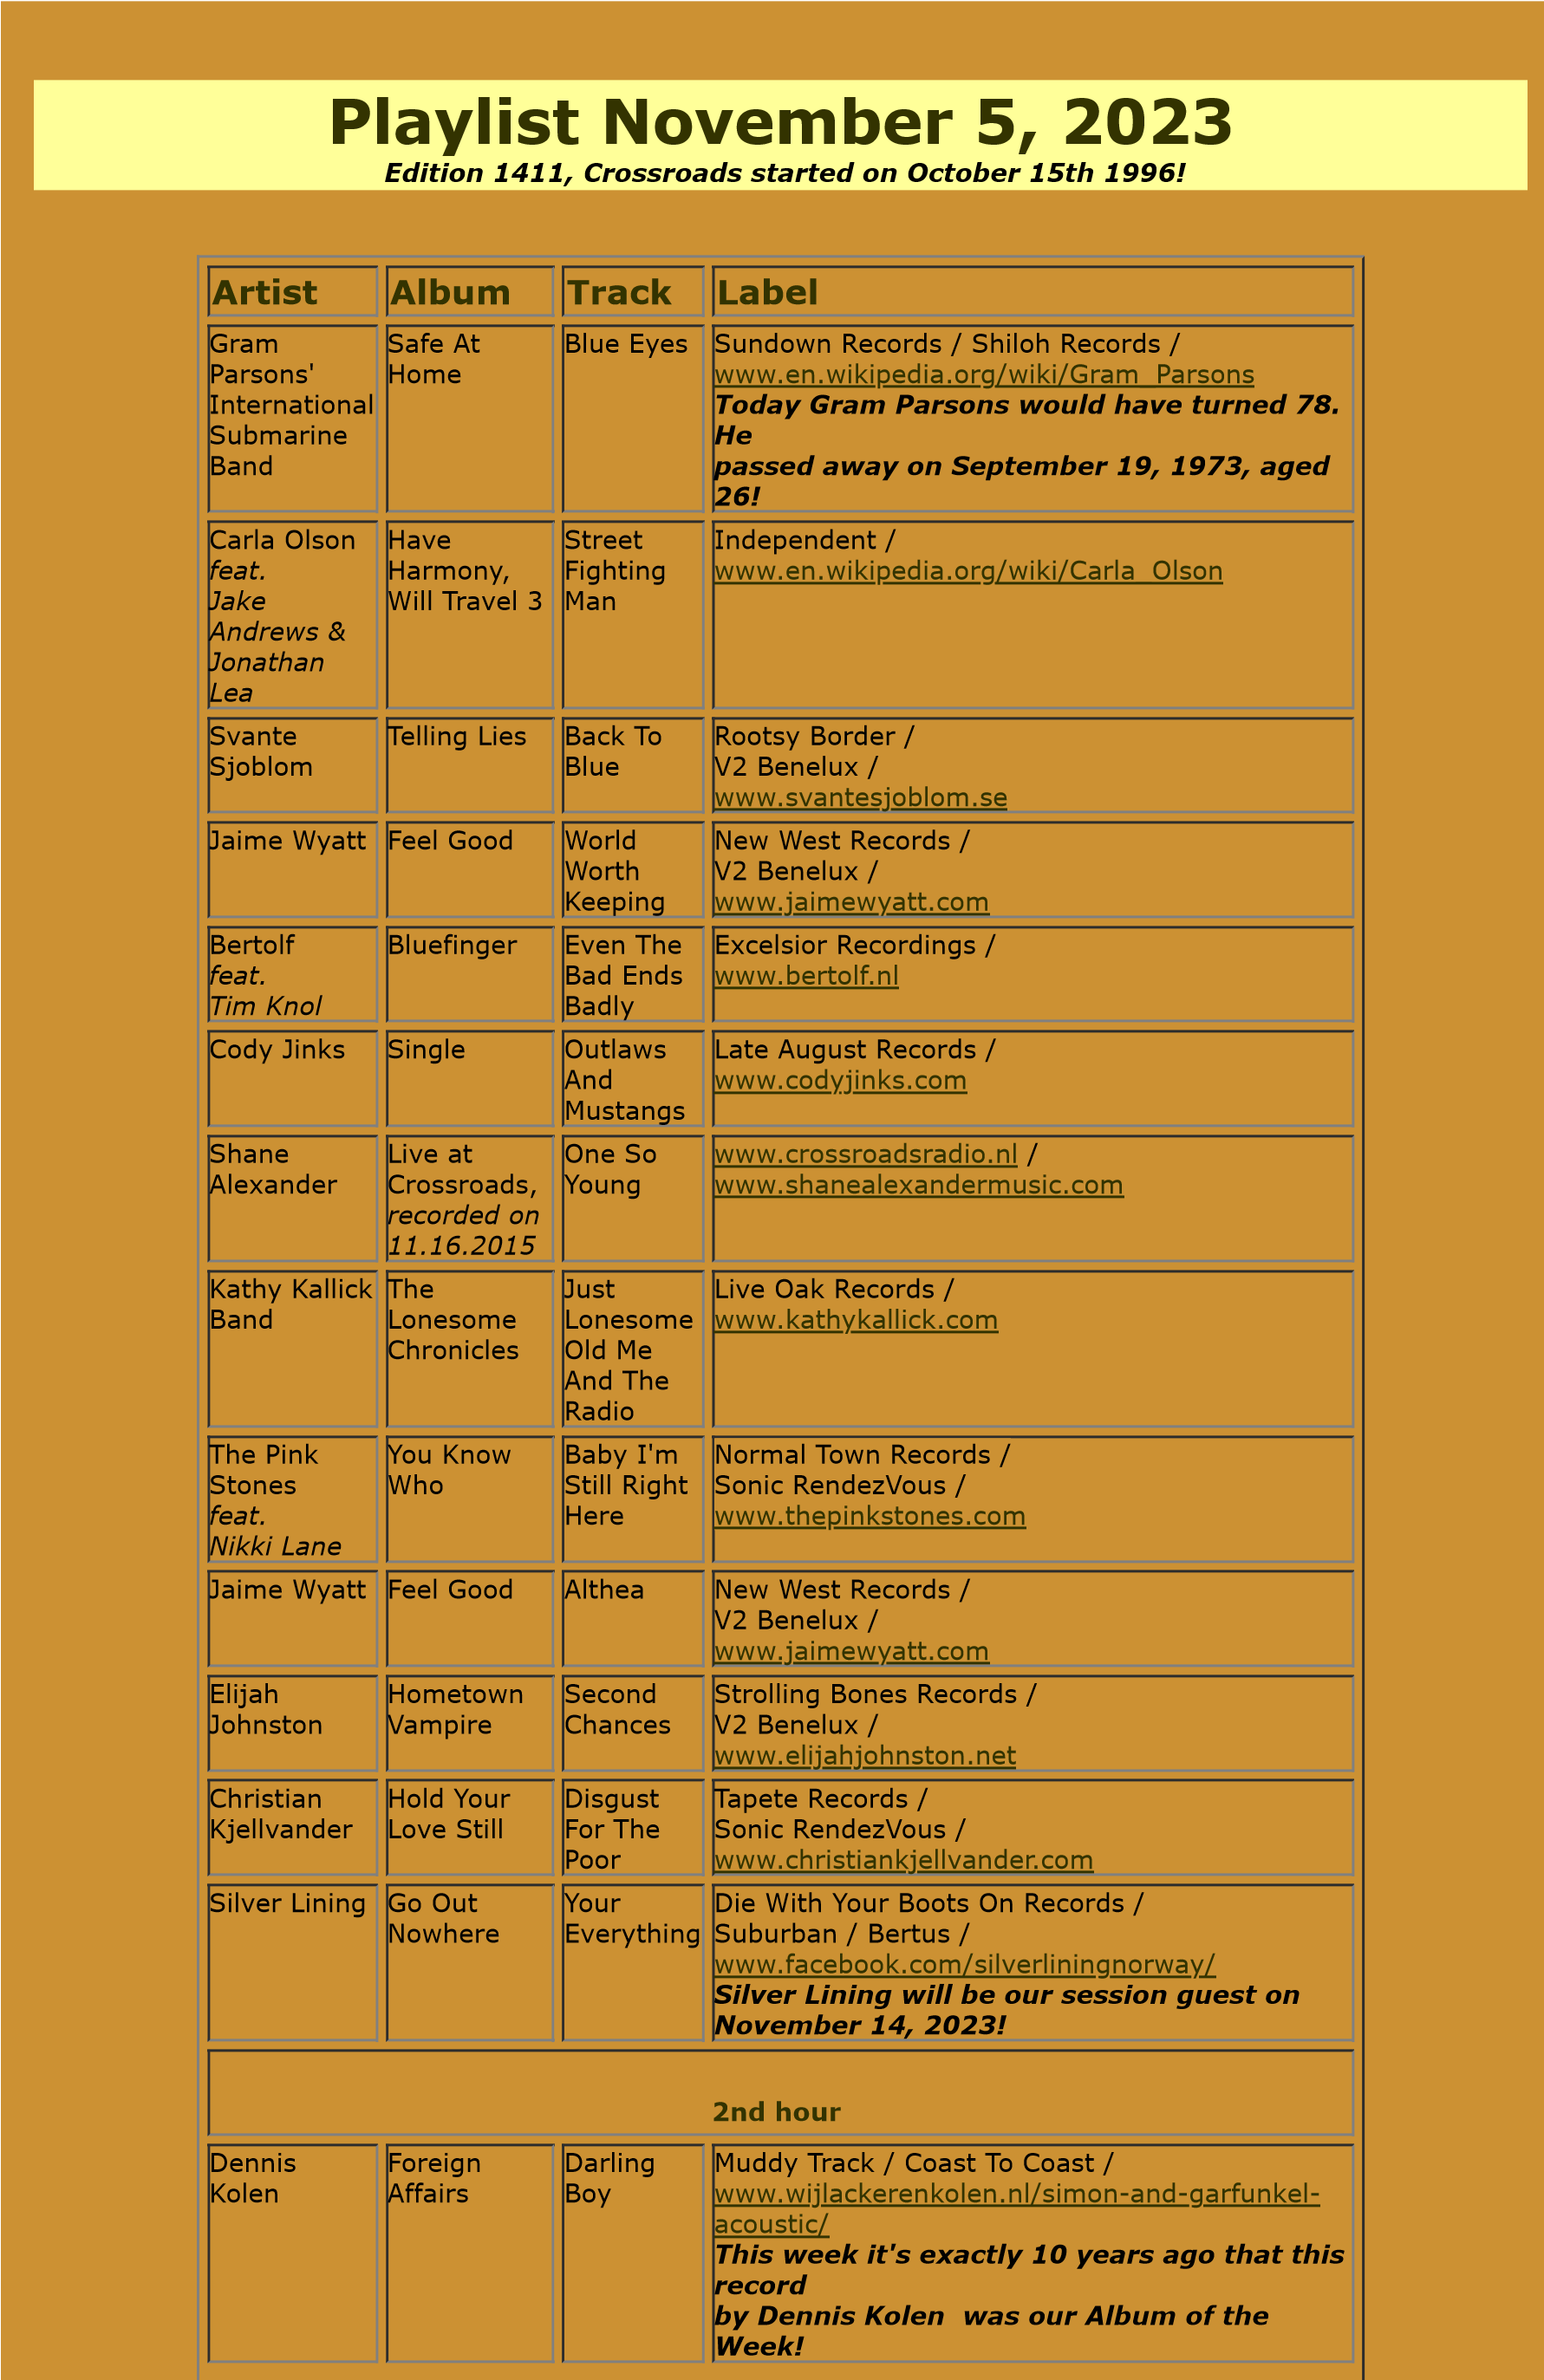 Playlist November 5, 2023
Edition 1411, Crossroads started on October 15th 1996!
Artist
Album
Track
Label
Gram
Parsons'
International
Submarine
Band
Safe At
Home
Blue Eyes
Sundown Records / Shiloh Records /
www.en.wikipedia.org/wiki/Gram_Parsons
Today Gram Parsons would have turned 78.
He
passed away on September 19, 1973, aged
26!
Carla Olson
feat.
Jake
Andrews &
Jonathan
Lea
Have
Harmony,
Will Travel 3
Street
Fighting
Man
Independent /
www.en.wikipedia.org/wiki/Carla_Olson
Svante
Sjoblom
Telling Lies
Back To
Blue
Rootsy Border /
V2 Benelux /
www.svantesjoblom.se
Jaime Wyatt
Feel Good
World
Worth
Keeping
New West Records /
V2 Benelux /
www.jaimewyatt.com
Bertolf
feat.
Tim Knol
Bluefinger
Even The
Bad Ends
Badly
Excelsior Recordings /
www.bertolf.nl
Cody Jinks
Single
Outlaws
And
Mustangs
Late August Records /
www.codyjinks.com
Shane
Alexander
Live at
Crossroads,
recorded on
11.16.2015
One So
Young
www.crossroadsradio.nl /
www.shanealexandermusic.com
Kathy Kallick
Band
The
Lonesome
Chronicles
Just
Lonesome
Old Me
And The
Radio
Live Oak Records /
www.kathykallick.com
The Pink
Stones
feat.
Nikki Lane
You Know
Who
Baby I'm
Still Right
Here
Normal Town Records /
Sonic RendezVous /
www.thepinkstones.com
Jaime Wyatt
Feel Good
Althea
New West Records /
V2 Benelux /
www.jaimewyatt.com
Elijah
Johnston
Hometown
Vampire
Second
Chances
Strolling Bones Records /
V2 Benelux /
www.elijahjohnston.net
Christian
Kjellvander
Hold Your
Love Still
Disgust
For The
Poor
Tapete Records /
Sonic RendezVous /
www.christiankjellvander.com
Silver Lining
Go Out
Nowhere
Your
Everything
Die With Your Boots On Records /
Suburban / Bertus /
www.facebook.com/silverliningnorway/
Silver Lining will be our session guest on
November 14, 2023!
2nd hour
Dennis
Kolen
Foreign
Affairs
Darling
Boy
Muddy Track / Coast To Coast /
www.wijlackerenkolen.nl/simon-and-garfunkel-
acoustic/
This week it's exactly 10 years ago that this
record
by Dennis Kolen  was our Album of the
Week!